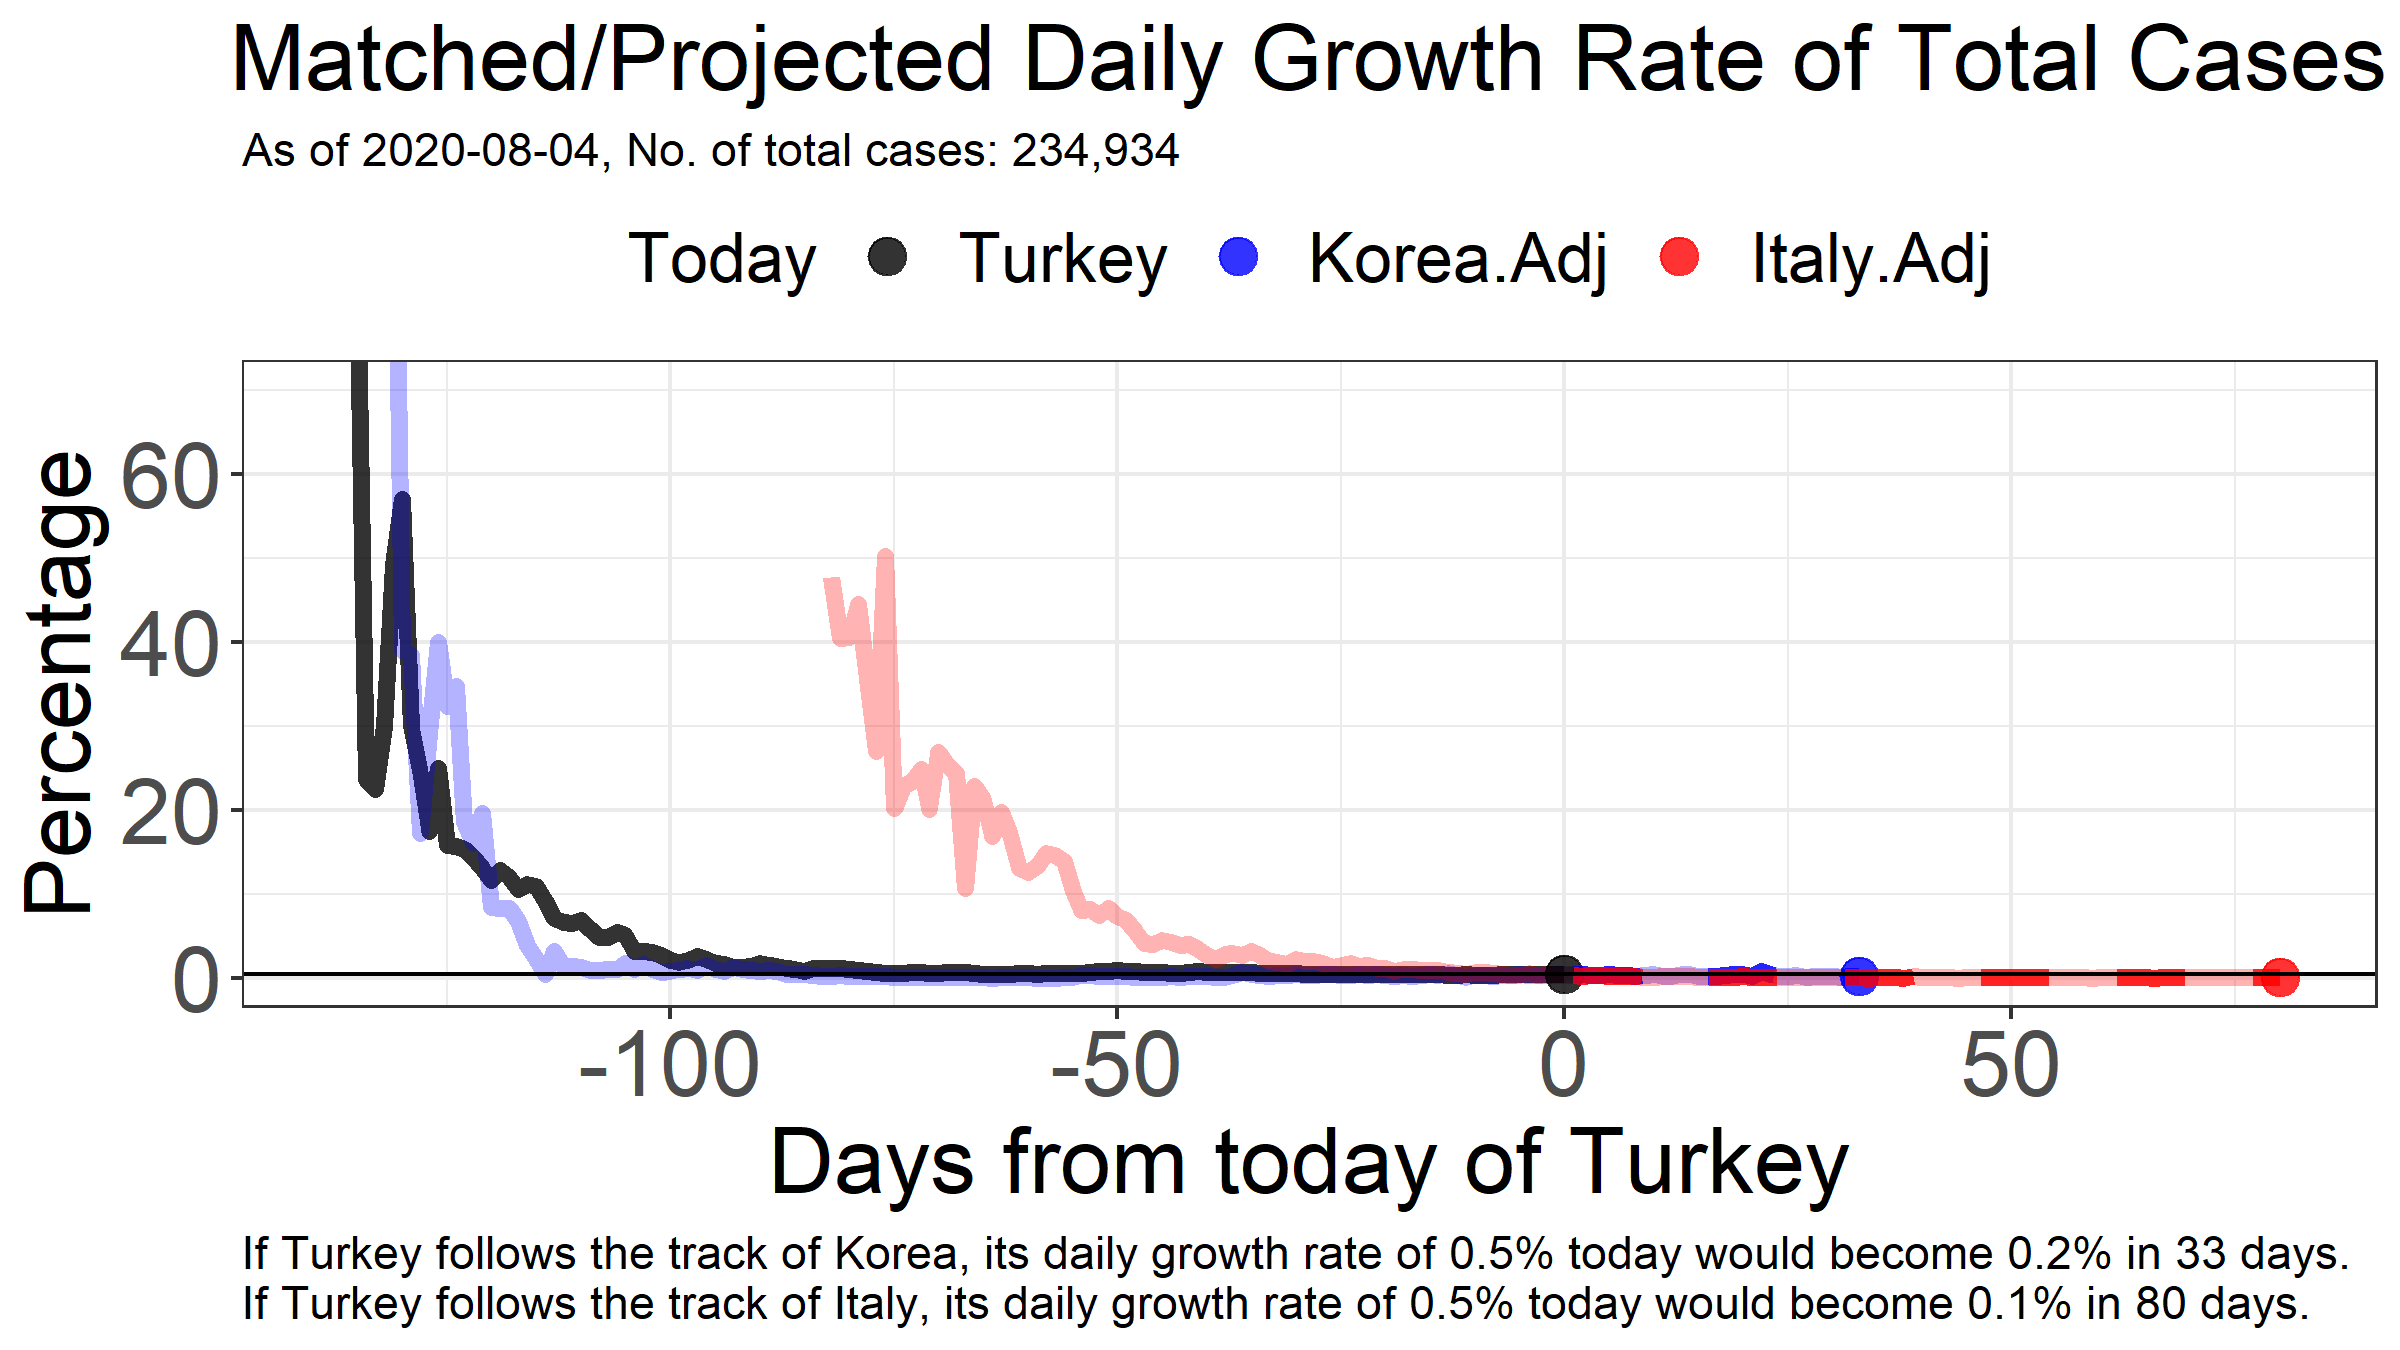 Matched/Projected Daily Growth Rate of Total Cases
As of 2020-08-04, No. of total cases: 234,934
Today Turkey Korea.Adj Italy.Adj
Percentage
60
40
20
0
-100 -50 0 50
Days from today of Turkey
If Turkey follows the track of Korea, its daily growth rate of 0.5% today would become 0.2% in 33 days.
If Turkey follows the track of Italy, its daily growth rate of 0.5% today would become 0.1% in 80 days.